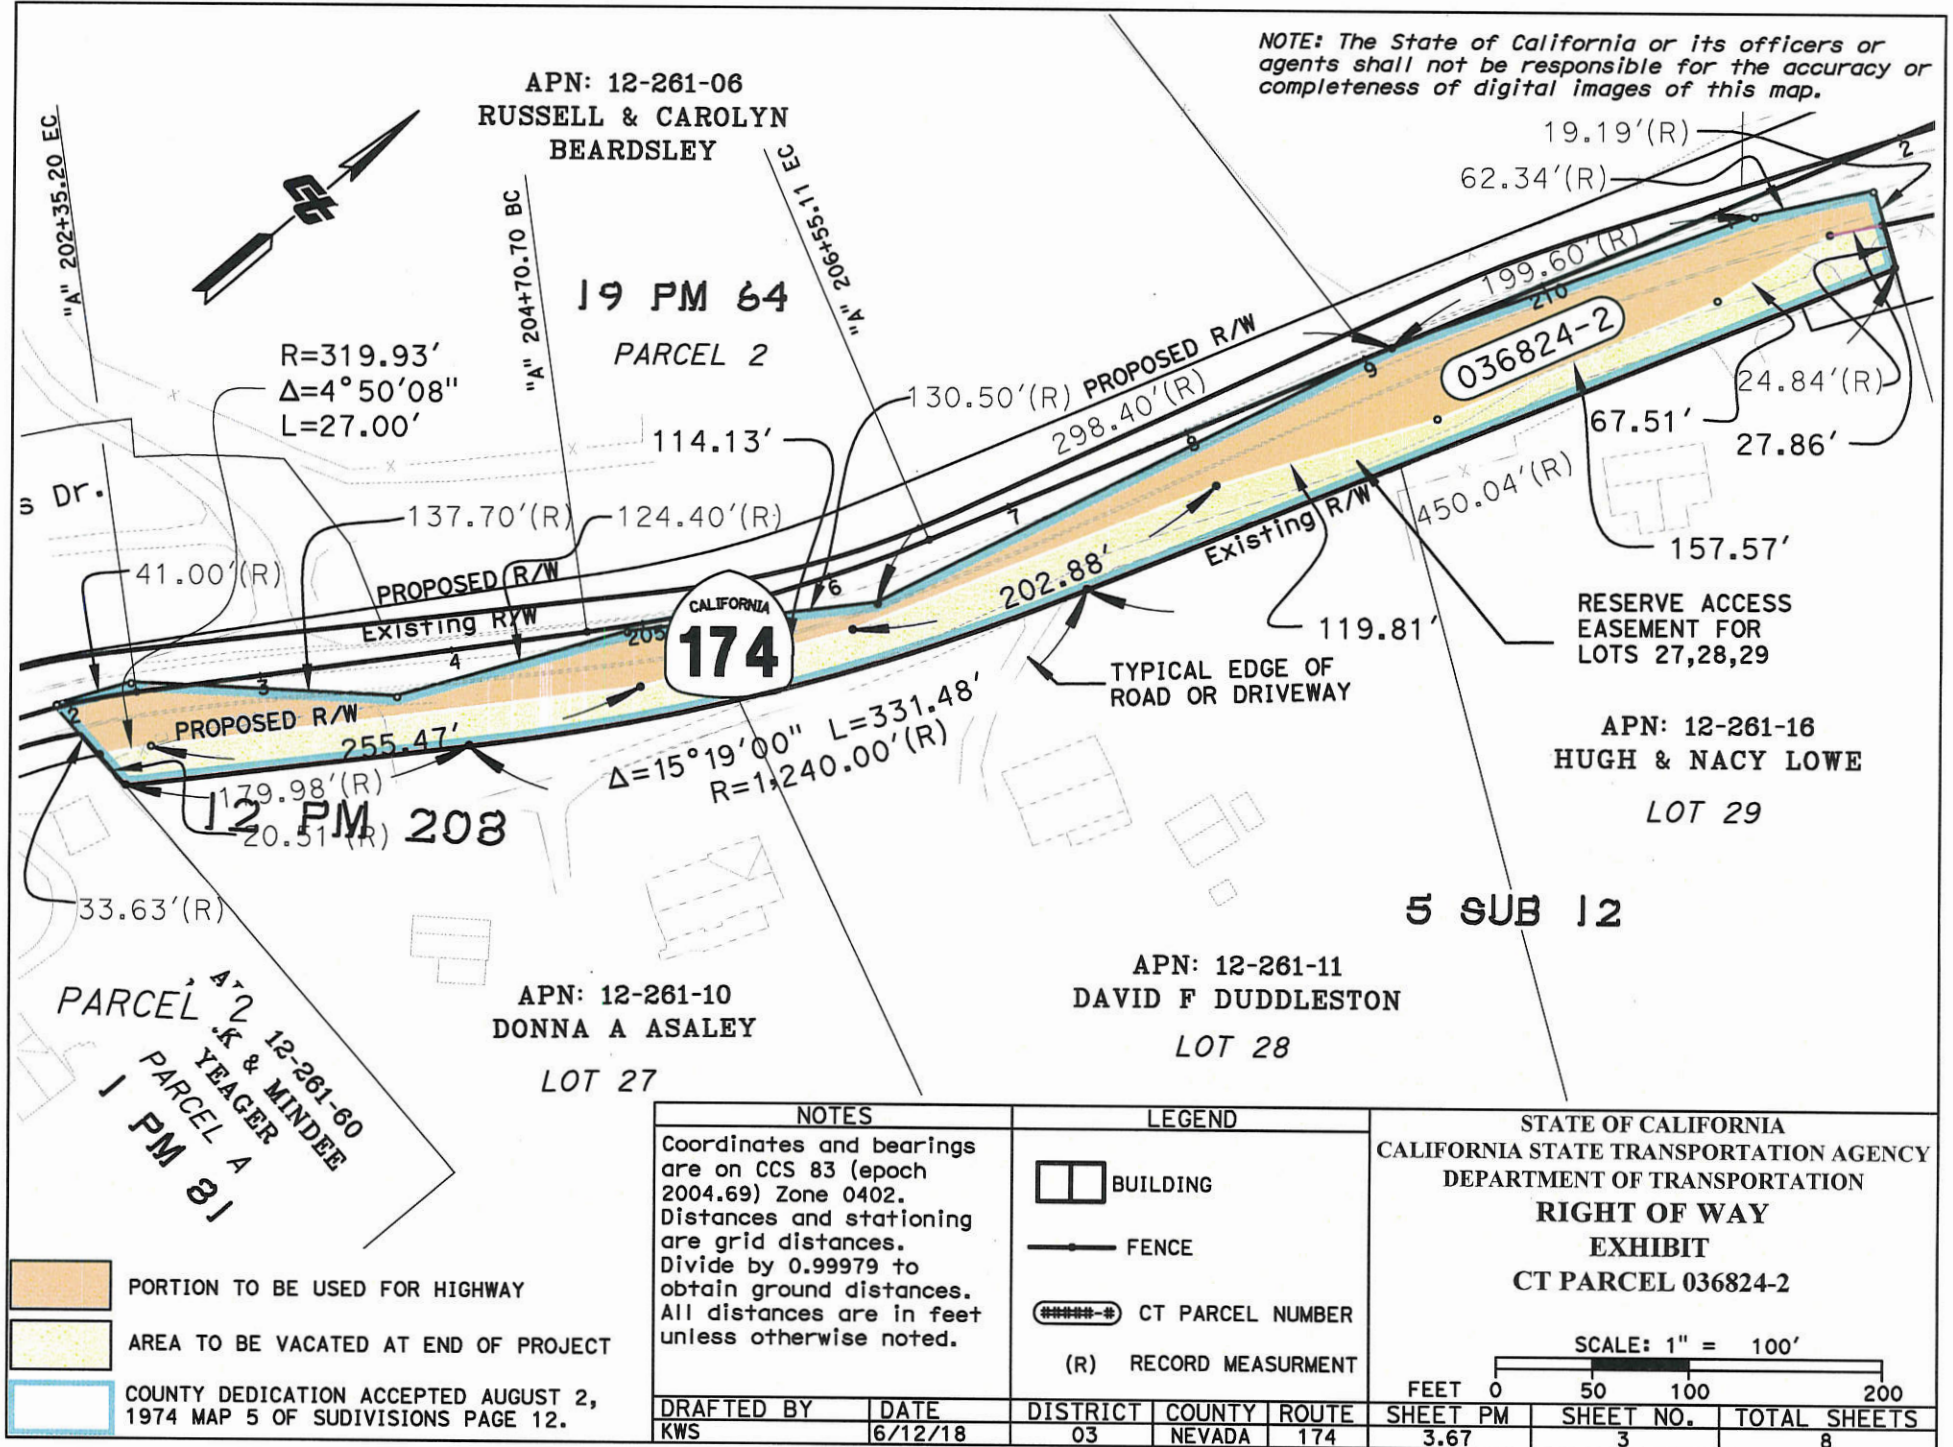 NOTE: The State of California or its officers or
agents shall not be responsible for the accuracy or
completeness of digital images of this map.
APN: 12-261-06
RUSSELL & CAROLYN
BEARDSLEY
19.19'(R)
62.34'(R)
2
"A" 202+35.20 EC
"A" 204+70.70 BC
"A" 206+55.11 EC
19 PM 64
PARCEL 2
R=319.93'
Δ=4°50'08"
L=27.00'
199.60'(R)
210
036824-2
PROPOSED R/W
130.50'(R)
298.40'(R)
9
8
7
6
24.84'(R)
67.51'
27.86'
114.13'
s Dr.
137.70'(R)
124.40'(R)
450.04'(R)
Existing R/W
157.57'
41.00'(R)
PROPOSED R/W
Existing R/W
202.88'
119.81'
RESERVE ACCESS
EASEMENT FOR
LOTS 27,28,29
CALIFORNIA
174
205
4
3
2
PROPOSED R/W
255.47'
TYPICAL EDGE OF
ROAD OR DRIVEWAY
Δ=15°19'00" L=331.48'
R=1,240.00'(R)
179.98'(R)
12 PM 208
20.51'(R)
33.63'(R)
APN: 12-261-16
HUGH & NACY LOWE
LOT 29
5 SUB 12
APN: 12-261-11
DAVID F DUDDLESTON
LOT 28
APN: 12-261-10
DONNA A ASALEY
LOT 27
PARCEL 2
12-261-60
K & MINDEE
YEAGER
PARCEL A
1 PM 81
PORTION TO BE USED FOR HIGHWAY
AREA TO BE VACATED AT END OF PROJECT
COUNTY DEDICATION ACCEPTED AUGUST 2,
1974 MAP 5 OF SUDIVISIONS PAGE 12.
NOTES
Coordinates and bearings
are on CCS 83 (epoch
2004.69) Zone 0402.
Distances and stationing
are grid distances.
Divide by 0.99979 to
obtain ground distances.
All distances are in feet
unless otherwise noted.
LEGEND
BUILDING
FENCE
#####-# CT PARCEL NUMBER
(R) RECORD MEASURMENT
STATE OF CALIFORNIA
CALIFORNIA STATE TRANSPORTATION AGENCY
DEPARTMENT OF TRANSPORTATION
RIGHT OF WAY
EXHIBIT
CT PARCEL 036824-2
SCALE: 1" = 100'
FEET 0 50 100 200
DRAFTED BY DATE DISTRICT COUNTY ROUTE SHEET PM SHEET NO. TOTAL SHEETS
KWS 6/12/18 03 NEVADA 174 3.67 3 8